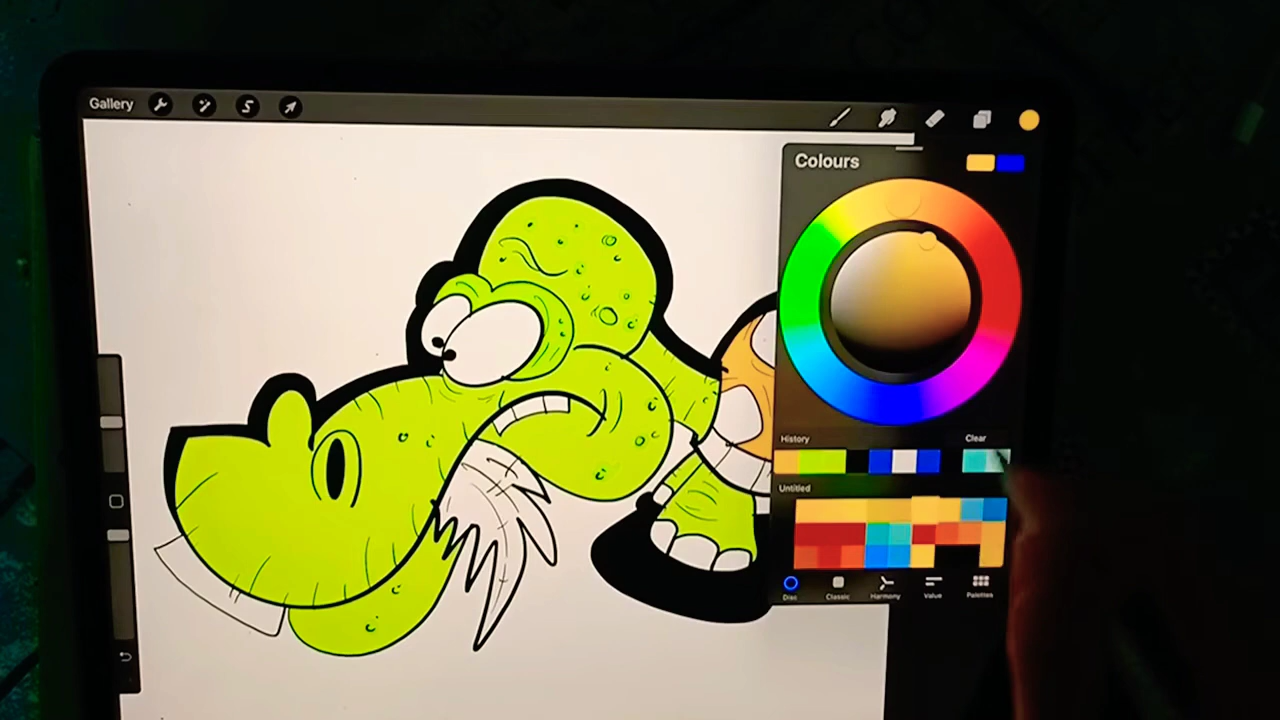 Gallery
Colours
History Clear
Untitled
Disc Classic Harmony Value Palettes